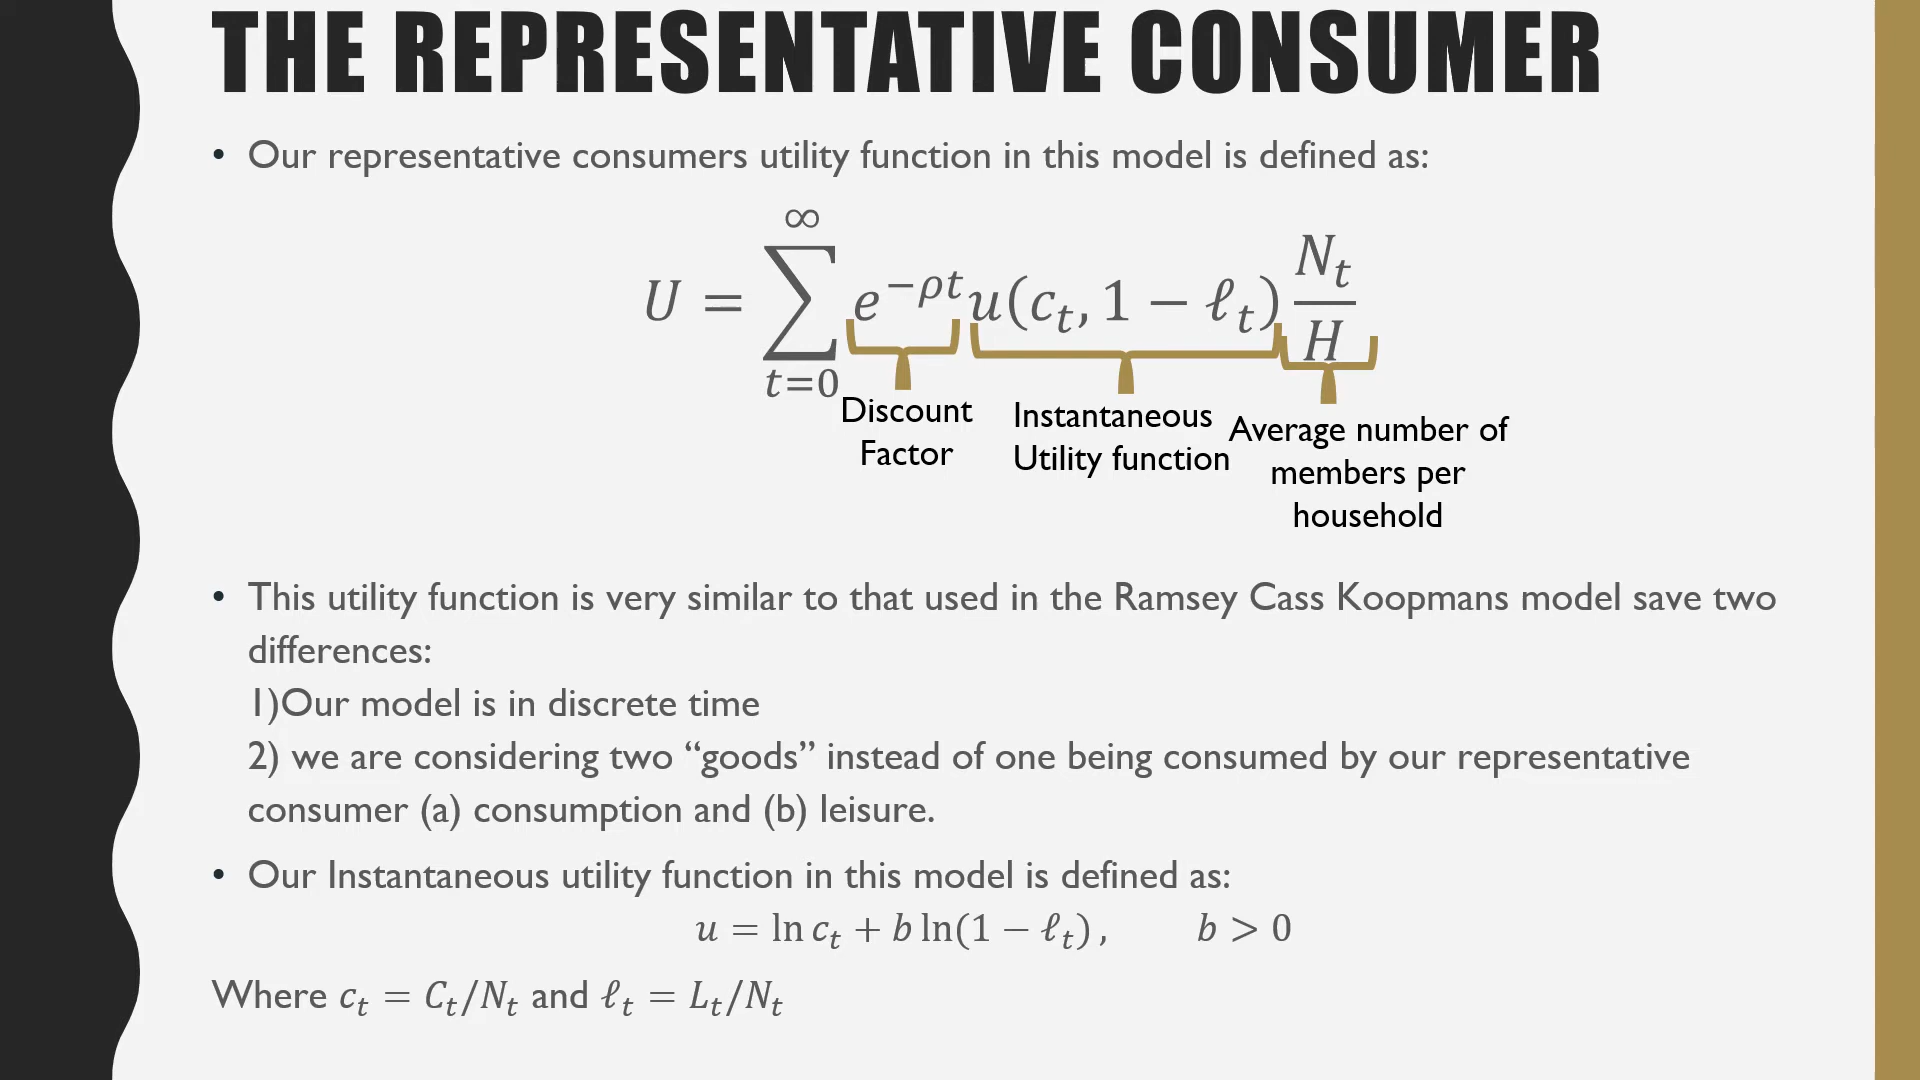 THE REPRESENTATIVE CONSUMER
• Our representative consumers utility function in this model is defined as:
U = ∑_{t=0}^{∞} e^{−ρt} u(c_t, 1 − ℓ_t) N_t/H
Discount
Factor
Instantaneous
Utility function
Average number of
members per
household
• This utility function is very similar to that used in the Ramsey Cass Koopmans model save two
differences:
1)Our model is in discrete time
2) we are considering two “goods” instead of one being consumed by our representative
consumer (a) consumption and (b) leisure.
• Our Instantaneous utility function in this model is defined as:
u = ln c_t + b ln(1 − ℓ_t), b > 0
Where c_t = C_t/N_t and ℓ_t = L_t/N_t